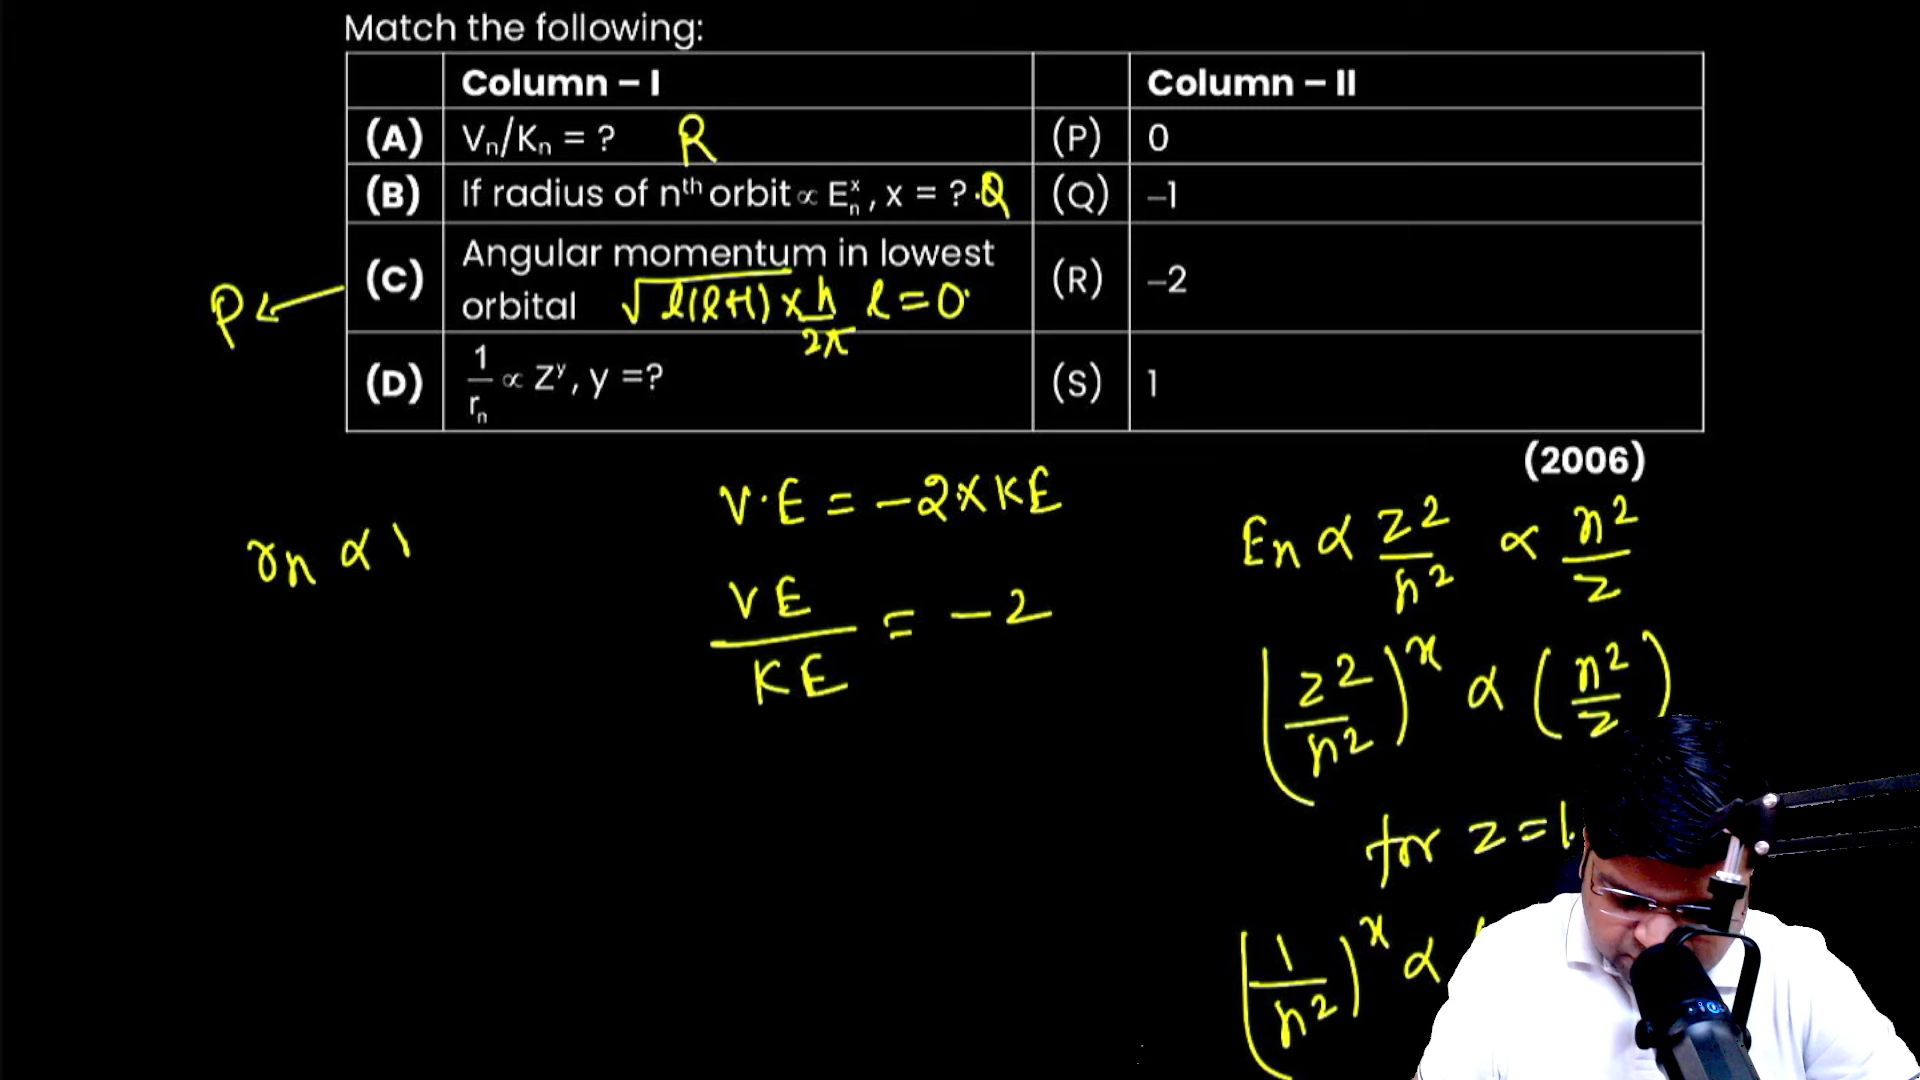 Match the following:
Column – I Column – II
(A) Vₙ/Kₙ = ? R (P) 0
(B) If radius of nᵗʰ orbit ∝ Eₙˣ, x = ? Q (Q) –1
(C) Angular momentum in lowest orbital √l(l+1) × h/2π l = 0 (R) –2
P ←
(D) 1/rₙ ∝ Zʸ, y =? (S) 1
(2006)
V.E = -2 × KE
VE/KE = -2
rₙ ∝ 1
Eₙ ∝ z²/n² ∝ n²/z
(z²/n²)ˣ ∝ (n²/z)
for z = 1.
(1/n²)ˣ ∝